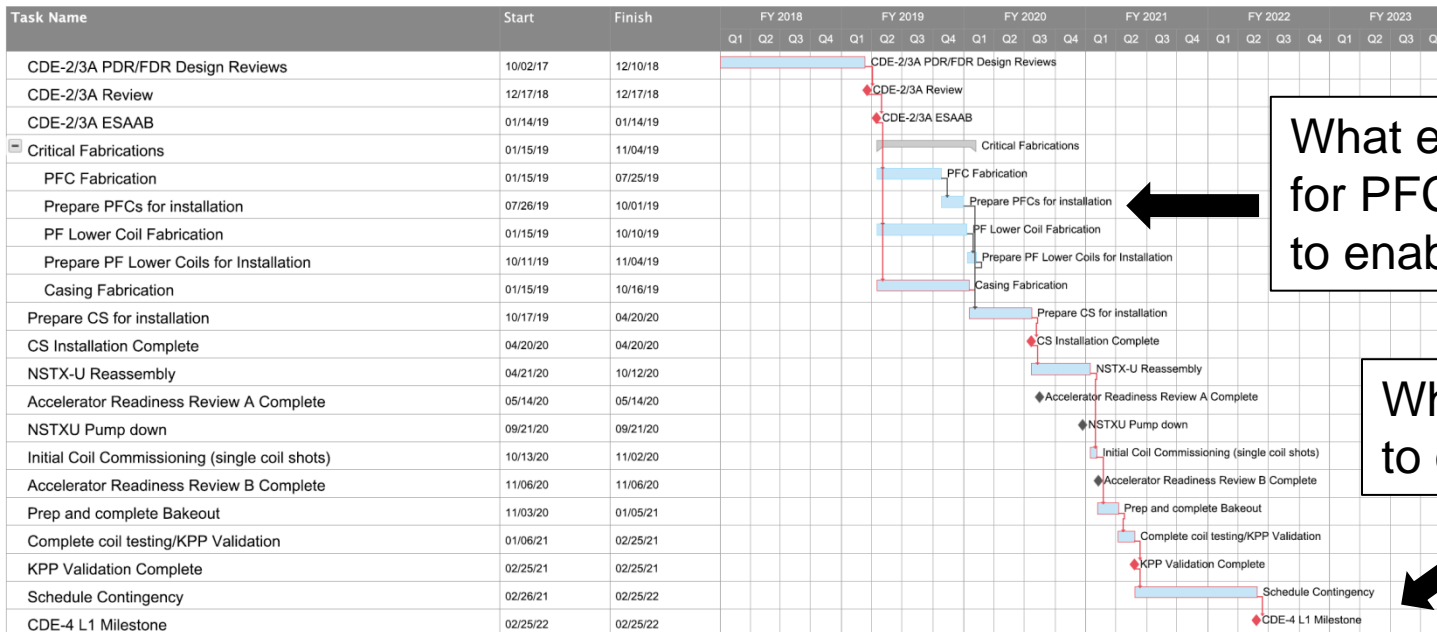 Task Name Start Finish FY 2018 FY 2019 FY 2020 FY 2021 FY 2022 FY 2023
Q1 Q2 Q3 Q4 Q1 Q2 Q3 Q4 Q1 Q2 Q3 Q4 Q1 Q2 Q3 Q4 Q1 Q2 Q3 Q4 Q1 Q2 Q3
CDE-2/3A PDR/FDR Design Reviews 10/02/17 12/10/18 CDE-2/3A PDR/FDR Design Reviews
CDE-2/3A Review 12/17/18 12/17/18 CDE-2/3A Review
CDE-2/3A ESAAB 01/14/19 01/14/19 CDE-2/3A ESAAB
Critical Fabrications 01/15/19 11/04/19 Critical Fabrications
PFC Fabrication 01/15/19 07/25/19 PFC Fabrication
Prepare PFCs for installation 07/26/19 10/01/19 Prepare PFCs for installation
PF Lower Coil Fabrication 01/15/19 10/10/19 PF Lower Coil Fabrication
Prepare PF Lower Coils for Installation 10/11/19 11/04/19 Prepare PF Lower Coils for Installation
Casing Fabrication 01/15/19 10/16/19 Casing Fabrication
Prepare CS for installation 10/17/19 04/20/20 Prepare CS for installation
CS Installation Complete 04/20/20 04/20/20 CS Installation Complete
NSTX-U Reassembly 04/21/20 10/12/20 NSTX-U Reassembly
Accelerator Readiness Review A Complete 05/14/20 05/14/20 Accelerator Readiness Review A Complete
NSTXU Pump down 09/21/20 09/21/20 NSTXU Pump down
Initial Coil Commissioning (single coil shots) 10/13/20 11/02/20 Initial Coil Commissioning (single coil shots)
Accelerator Readiness Review B Complete 11/06/20 11/06/20 Accelerator Readiness Review B Complete
Prep and complete Bakeout 11/03/20 01/05/21 Prep and complete Bakeout
Complete coil testing/KPP Validation 01/06/21 02/25/21 Complete coil testing/KPP Validation
KPP Validation Complete 02/25/21 02/25/21 KPP Validation Complete
Schedule Contingency 02/26/21 02/25/22 Schedule Contingency
CDE-4 L1 Milestone 02/25/22 02/25/22 CDE-4 L1 Milestone
What
for
to
to